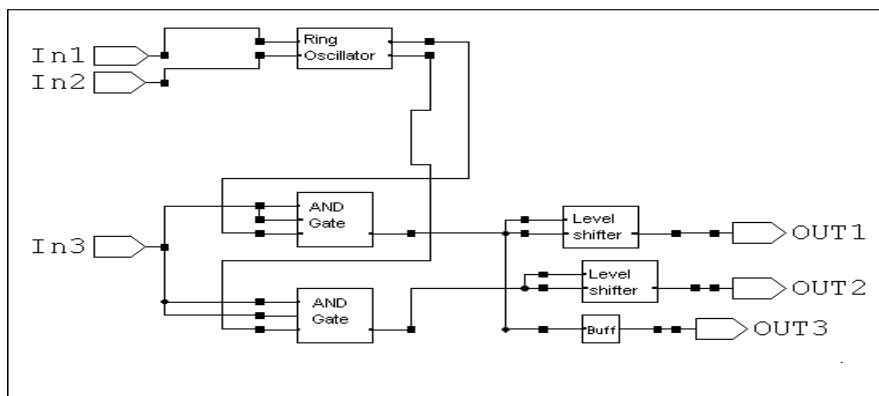 In1
In2
Ring
Oscillator
AND
Gate
In3
AND
Gate
Level
shifter
OUT1
Level
shifter
OUT2
Buff
OUT3